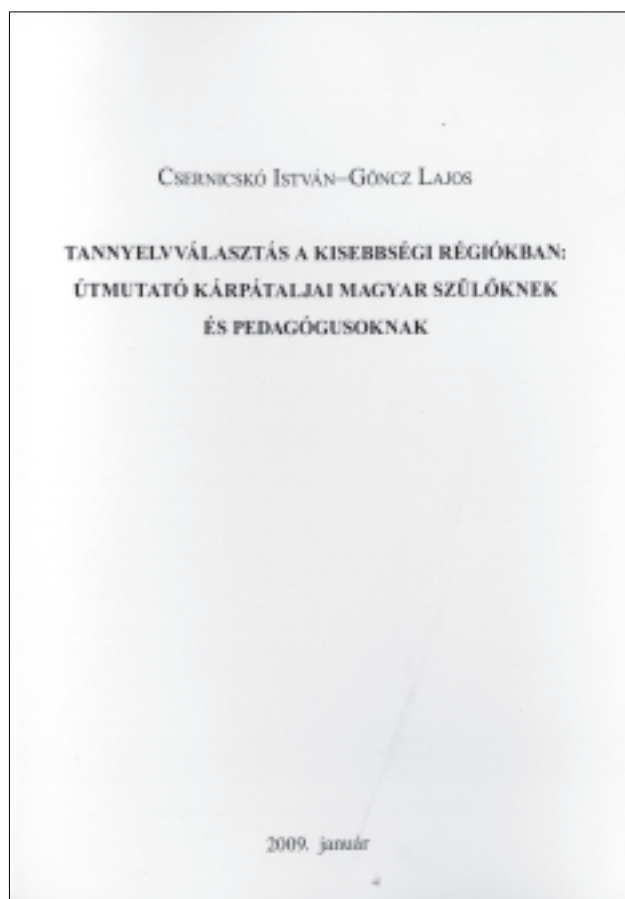 CSERNICSKÓ ISTVÁN–GÖNCZ LAJOS
TANNYELVVÁLASZTÁS A KISEBBSÉGI RÉGIÓKBAN:
ÚTMUTATÓ KÁRPÁTALJAI MAGYAR SZÜLŐKNEK
ÉS PEDAGÓGUSOKNAK
2009. január